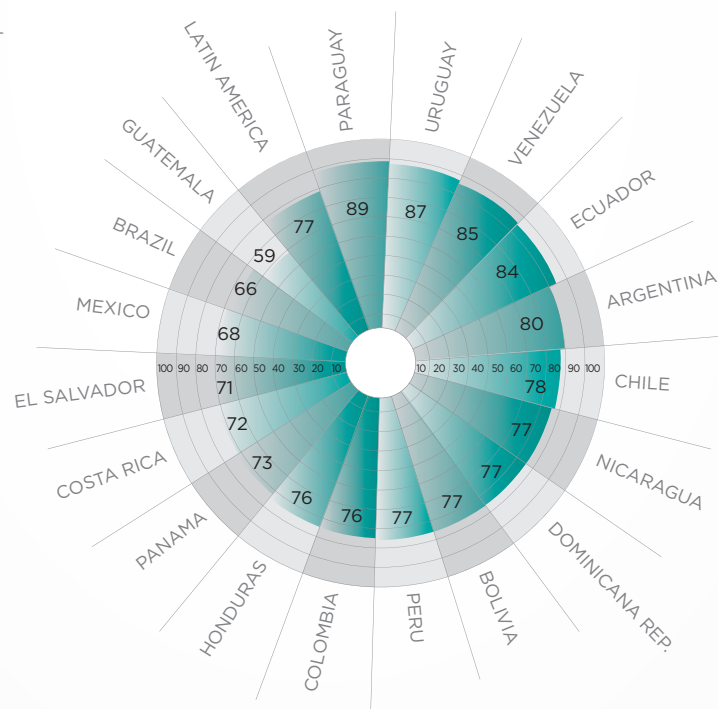 PARAGUAY
89
URUGUAY
87
VENEZUELA
85
ECUADOR
84
ARGENTINA
80
CHILE
78
NICARAGUA
77
DOMINICANA REP.
77
BOLIVIA
77
PERU
77
COLOMBIA
76
HONDURAS
76
PANAMA
73
COSTA RICA
72
EL SALVADOR
71
MEXICO
68
BRAZIL
66
GUATEMALA
59
LATIN AMERICA
77
100 90 80 70 60 50 40 30 20 10
10 20 30 40 50 60 70 80 90 100